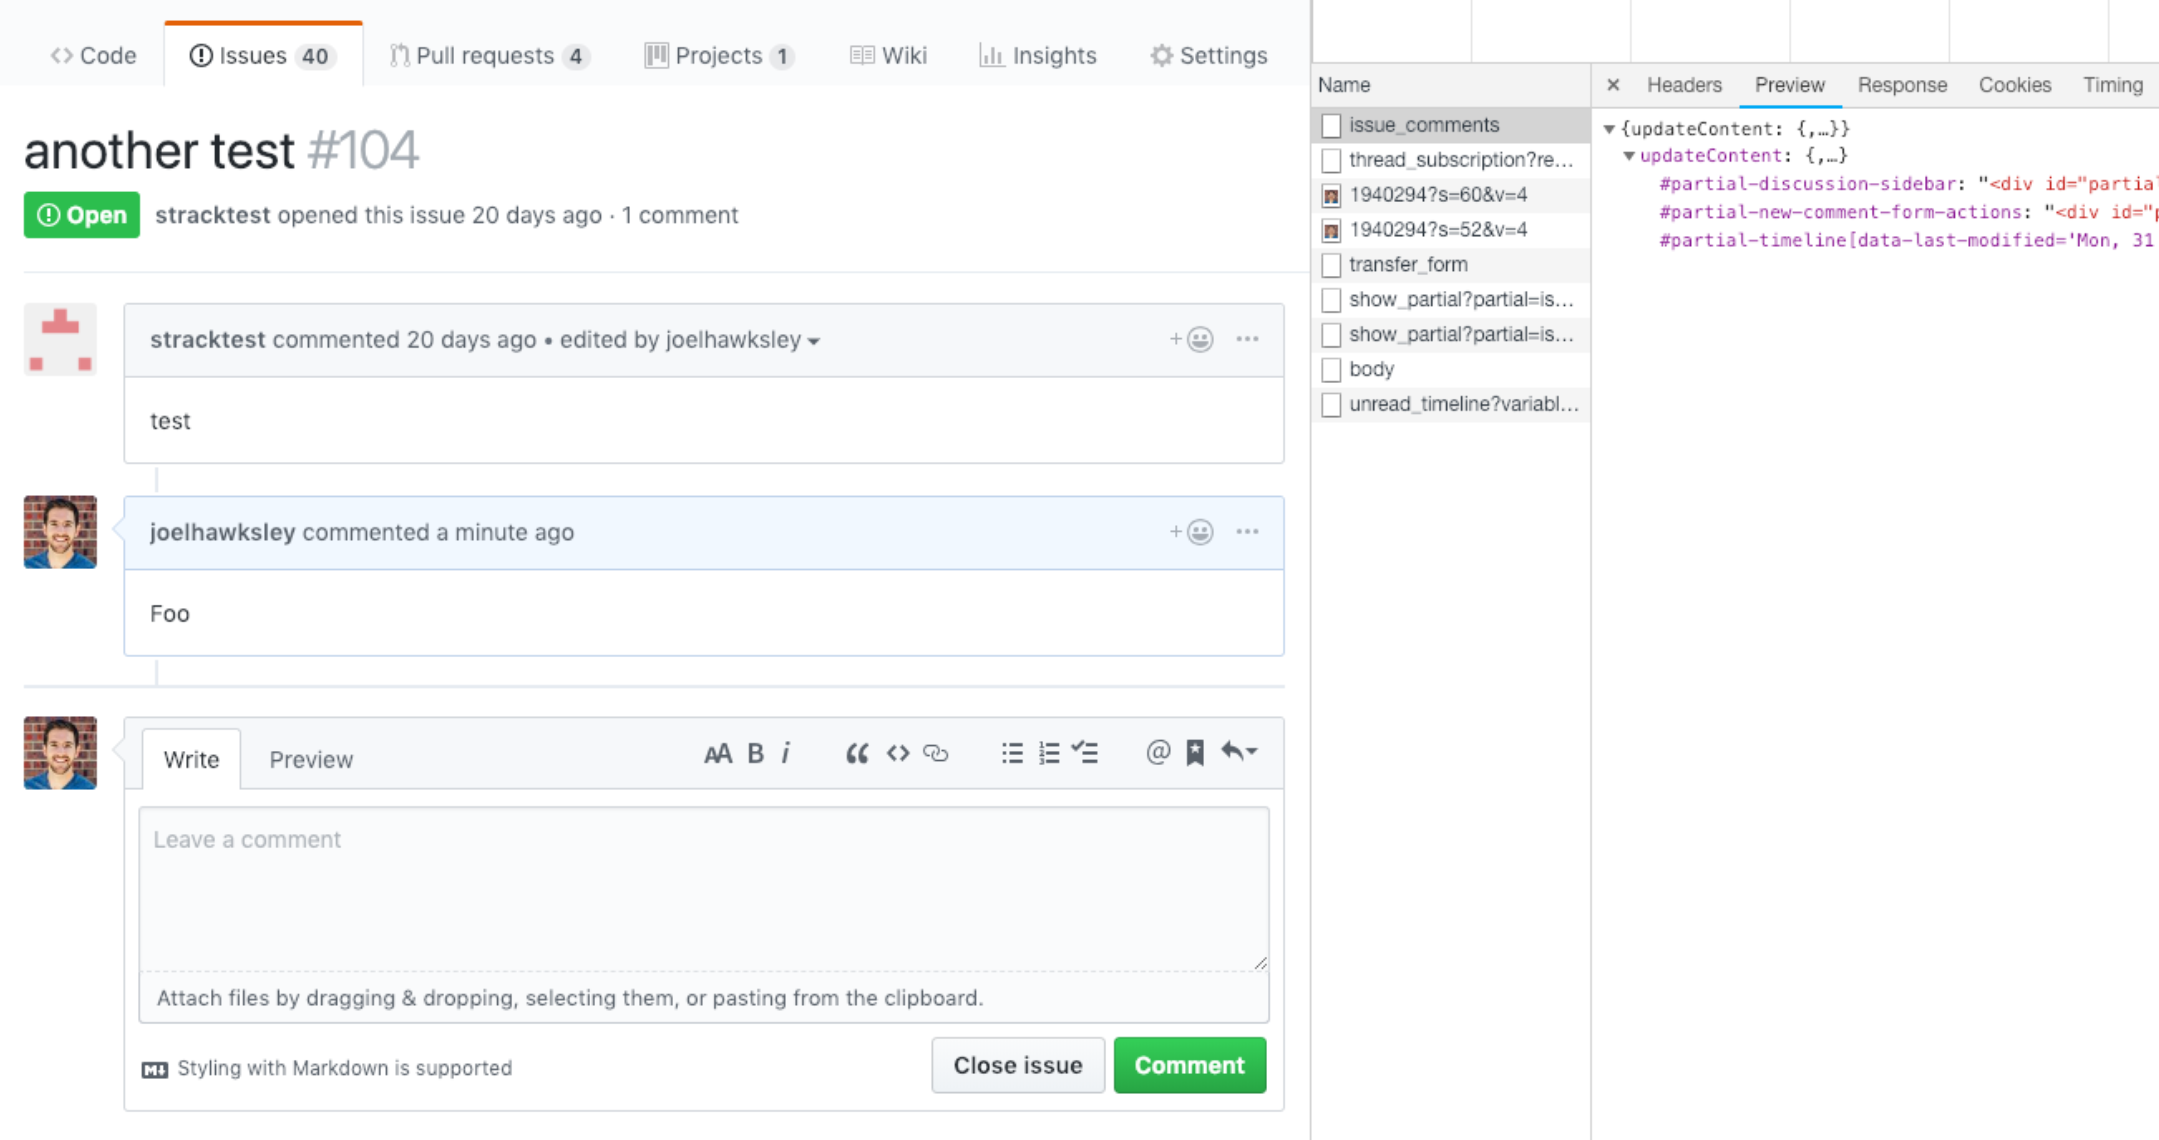 Code Issues 40 Pull requests 4 Projects 1 Wiki Insights Settings
another test #104
Open stracktest opened this issue 20 days ago · 1 comment
stracktest commented 20 days ago • edited by joelhawksley
test
joelhawksley commented a minute ago
Foo
Write Preview AA B i “ <> @
Leave a comment
Attach files by dragging & dropping, selecting them, or pasting from the clipboard.
Styling with Markdown is supported
Close issue Comment
Name
issue_comments
thread_subscription?re...
1940294?s=60&v=4
1940294?s=52&v=4
transfer_form
show_partial?partial=is...
show_partial?partial=is...
body
unread_timeline?variabl...
× Headers Preview Response Cookies Timing
{updateContent: {,…}}
updateContent: {,…}
#partial-discussion-sidebar: "<div id="partia
#partial-new-comment-form-actions: "<div id="p
#partial-timeline[data-last-modified='Mon, 31